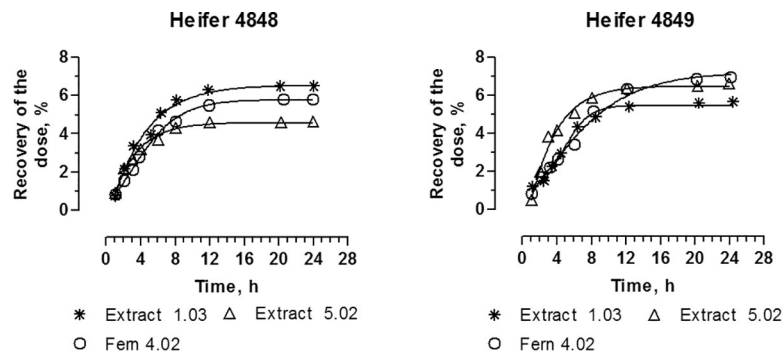 Heifer 4848
Recovery of the
dose, %
8
6
4
2
0
0 4 8 12 16 20 24 28
Time, h
Extract 1.03 Extract 5.02
Fern 4.02
Heifer 4849
Recovery of the
dose, %
8
6
4
2
0
0 4 8 12 16 20 24 28
Time, h
Extract 1.03 Extract 5.02
Fern 4.02